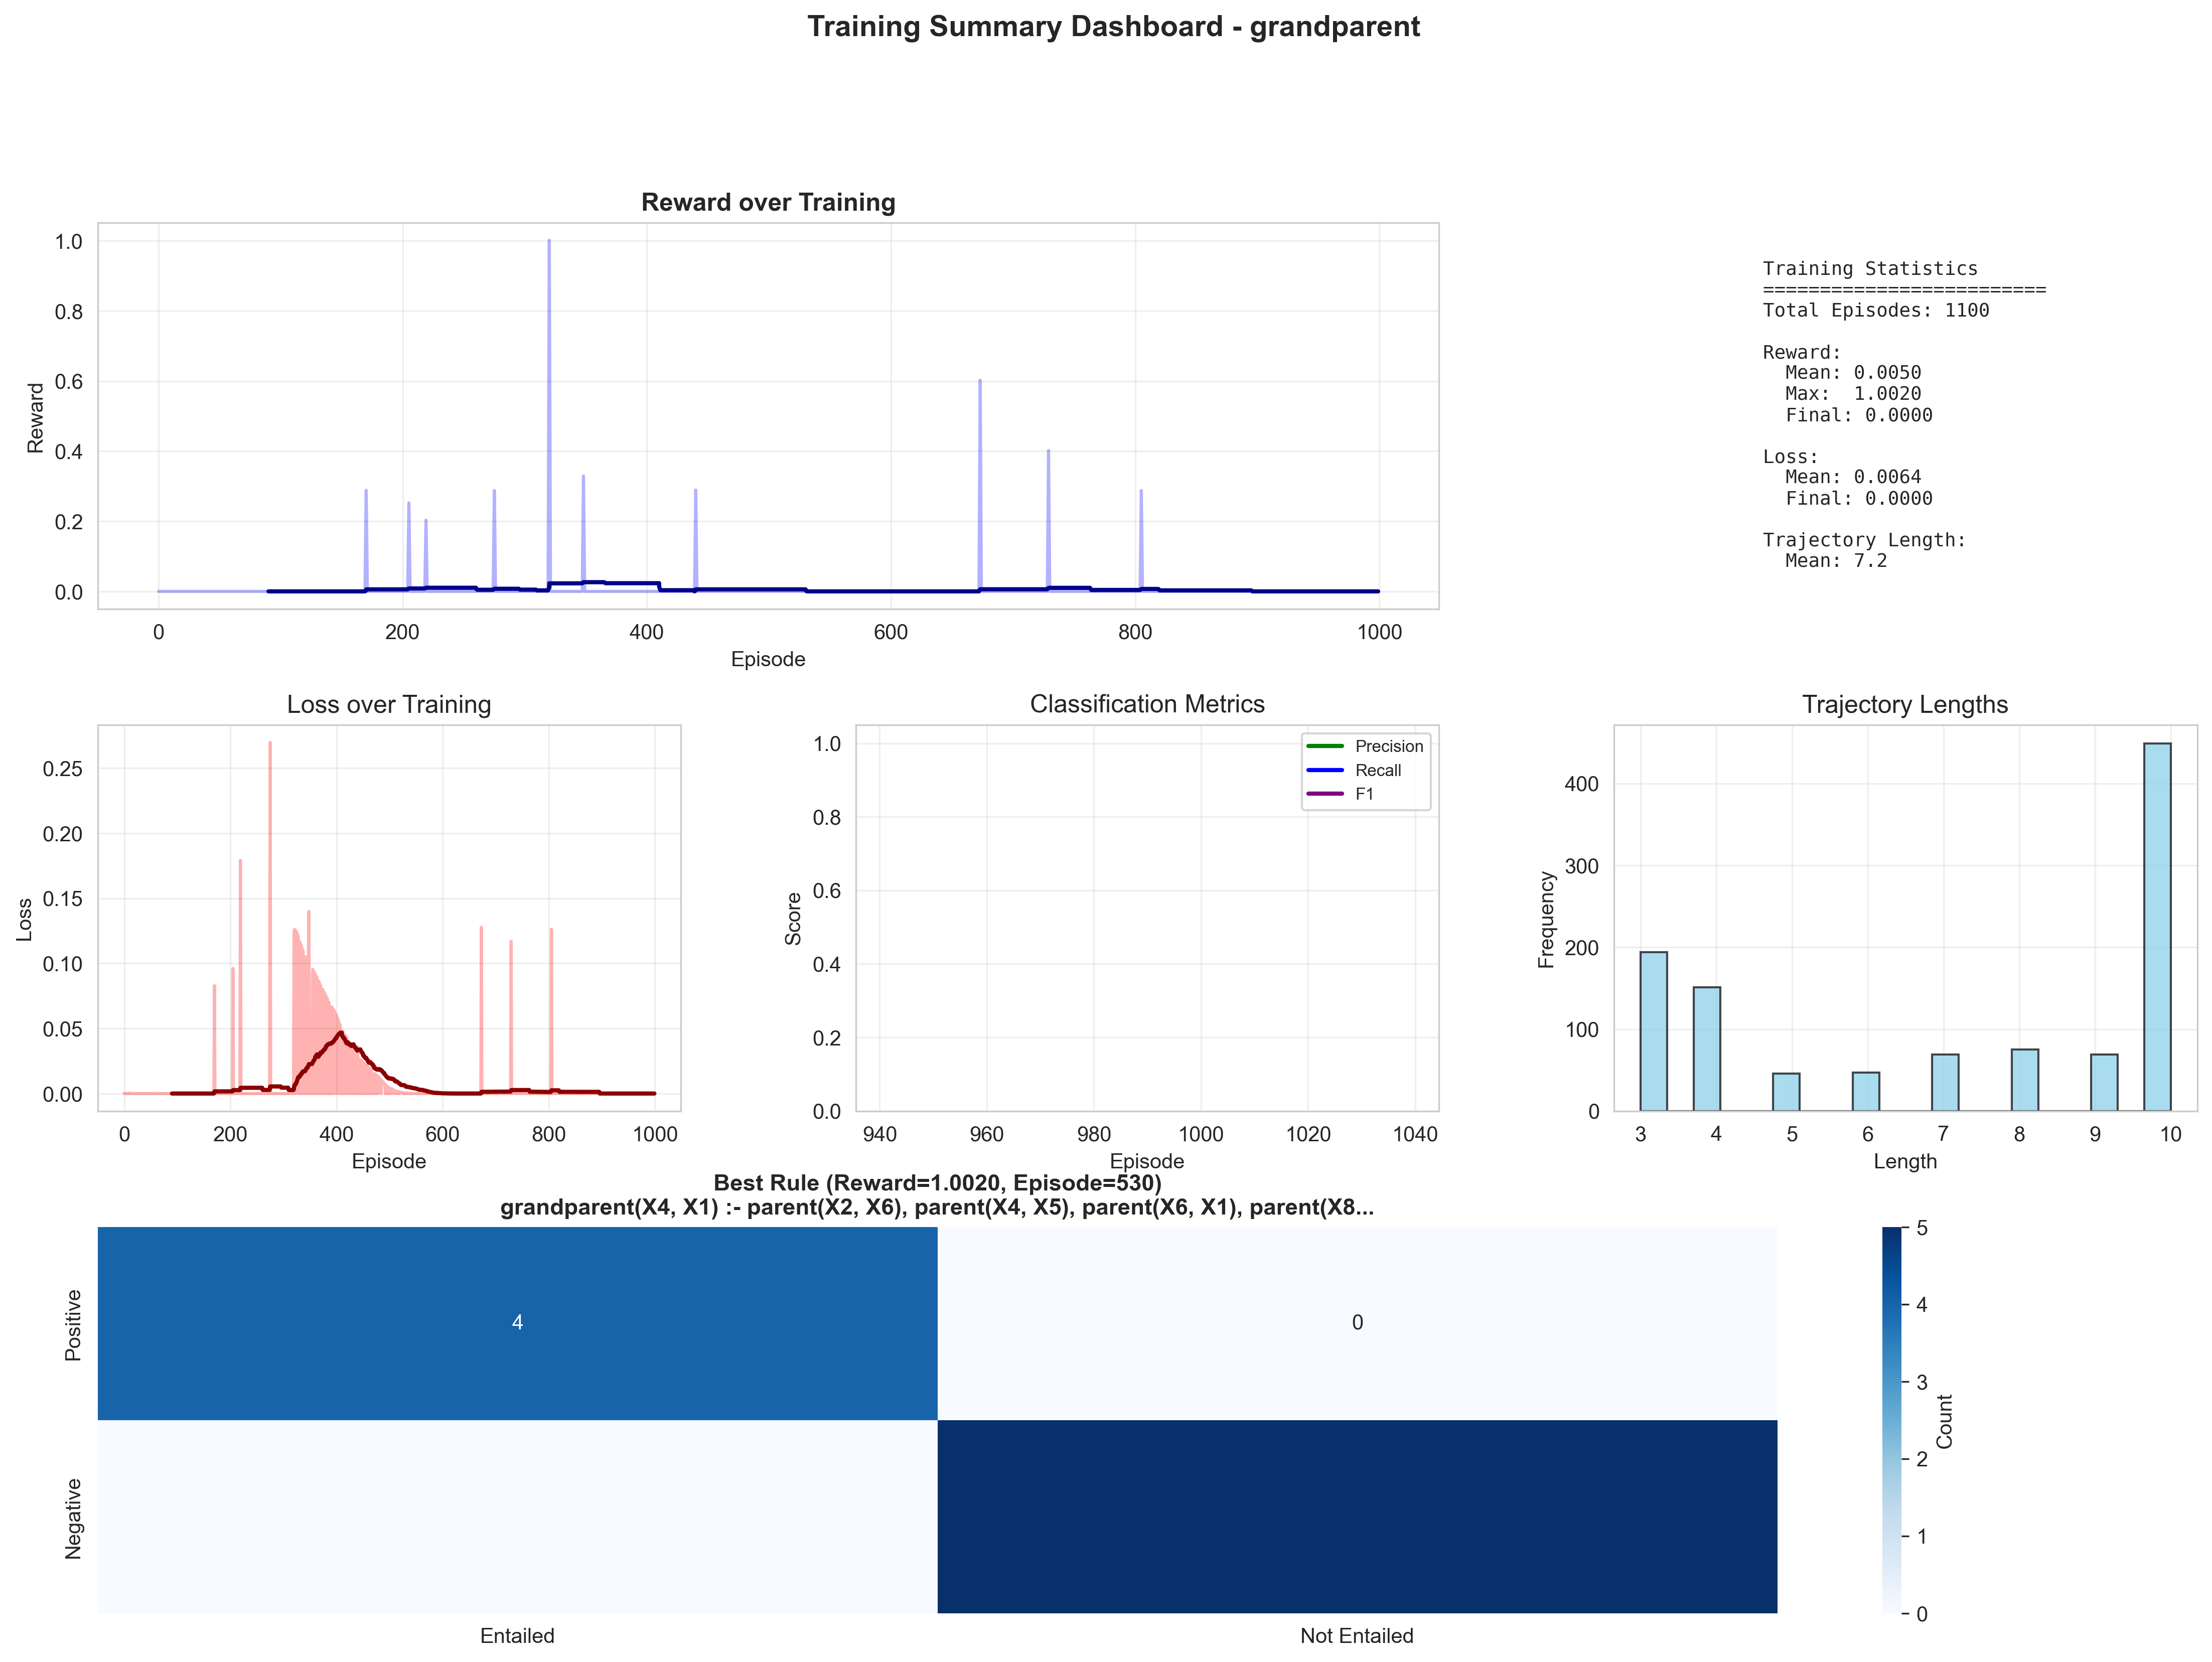 Training Summary Dashboard - grandparent
Reward over Training
1.0
0.8
0.6
0.4
0.2
0.0
Reward
0
200
400
600
800
1000
Episode
Training Statistics
=========================
Total Episodes: 1100
Reward:
Mean: 0.0050
Max: 1.0020
Final: 0.0000
Loss:
Mean: 0.0064
Final: 0.0000
Trajectory Length:
Mean: 7.2
Loss over Training
0.25
0.20
0.15
0.10
0.05
0.00
Loss
0
200
400
600
800
1000
Episode
Classification Metrics
1.0
0.8
0.6
0.4
0.2
0.0
Score
Precision
Recall
F1
940
960
980
1000
1020
1040
Episode
Trajectory Lengths
400
300
200
100
0
Frequency
3
4
5
6
7
8
9
10
Length
Best Rule (Reward=1.0020, Episode=530)
grandparent(X4, X1) :- parent(X2, X6), parent(X4, X5), parent(X6, X1), parent(X8...
Positive
Negative
4
0
Entailed
Not Entailed
5
4
3
2
1
0
Count